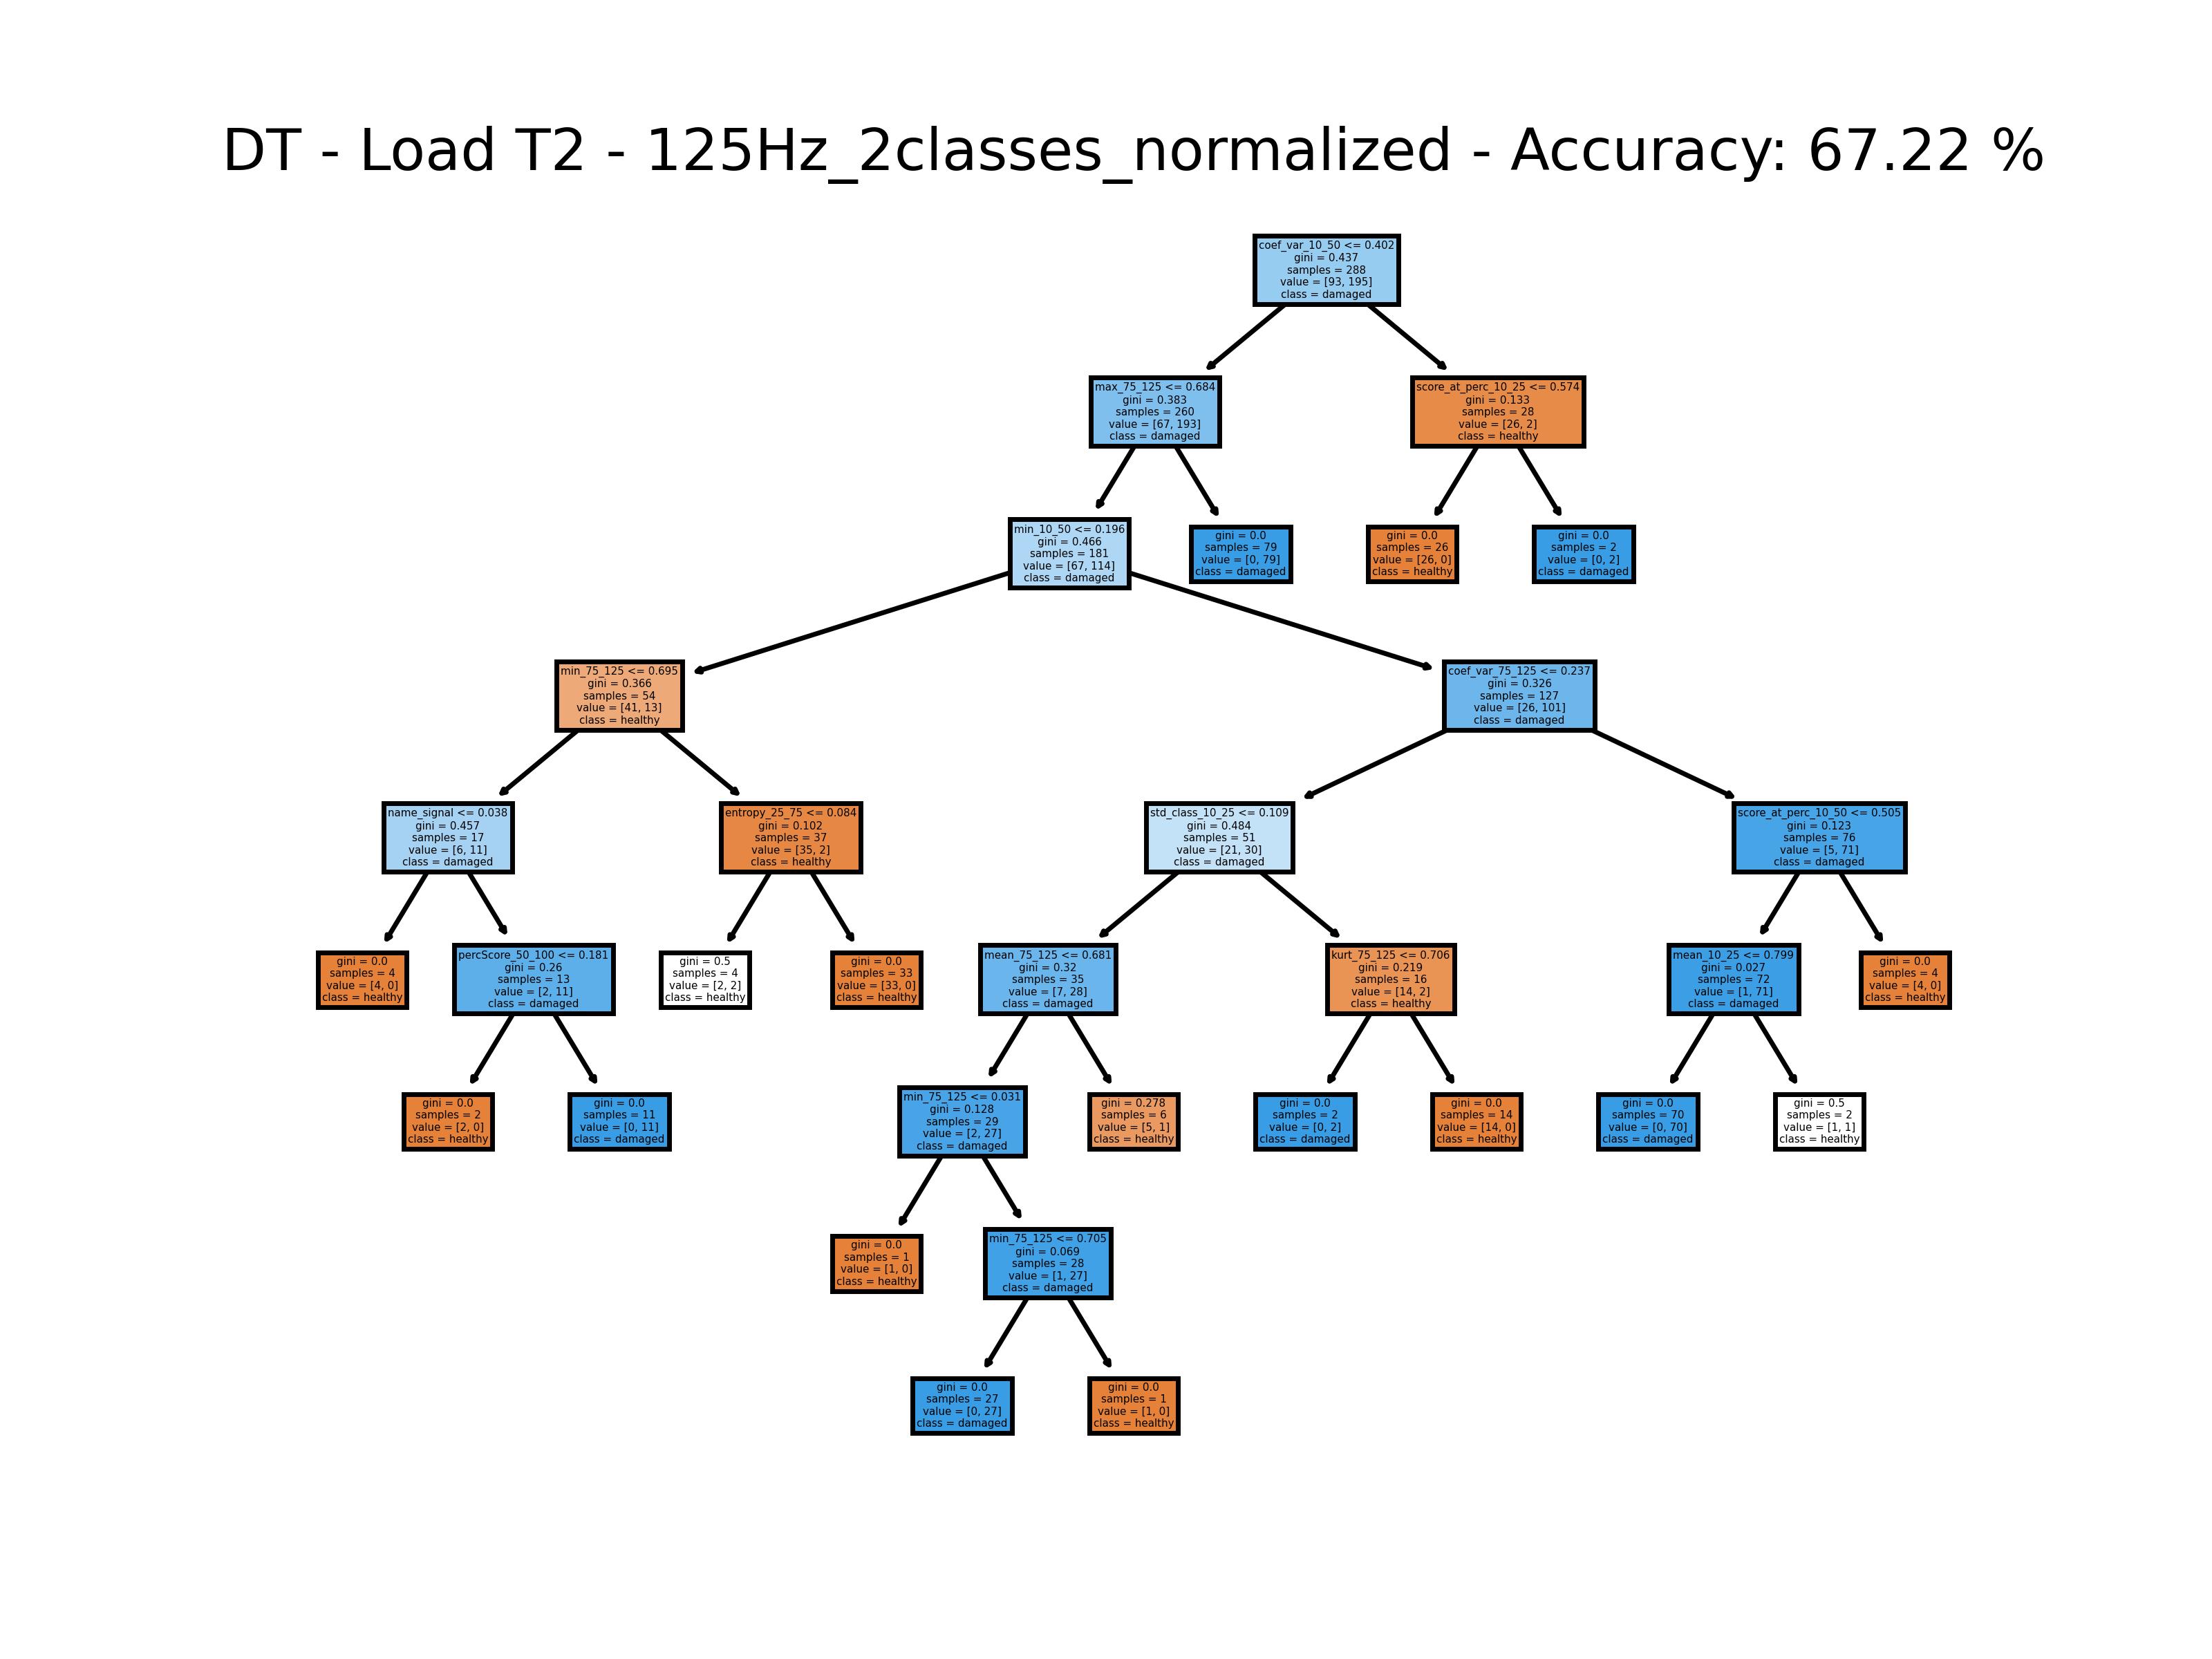 DT - Load T2 - 125Hz_2classes_normalized - Accuracy: 67.22 %
coef_var_10_50 <= 0.402
gini = 0.437
samples = 288
value = [93, 195]
class = damaged
max_75_125 <= 0.684
gini = 0.383
samples = 260
value = [67, 193]
class = damaged
score_at_perc_10_25 <= 0.574
gini = 0.133
samples = 28
value = [26, 2]
class = healthy
min_10_50 <= 0.196
gini = 0.466
samples = 181
value = [67, 114]
class = damaged
gini = 0.0
samples = 79
value = [0, 79]
class = damaged
gini = 0.0
samples = 26
value = [26, 0]
class = healthy
gini = 0.0
samples = 2
value = [0, 2]
class = damaged
min_75_125 <= 0.695
gini = 0.366
samples = 54
value = [41, 13]
class = healthy
coef_var_75_125 <= 0.237
gini = 0.326
samples = 127
value = [26, 101]
class = damaged
name_signal <= 0.038
gini = 0.457
samples = 17
value = [6, 11]
class = damaged
entropy_25_75 <= 0.084
gini = 0.102
samples = 37
value = [35, 2]
class = healthy
std_class_10_25 <= 0.109
gini = 0.484
samples = 51
value = [21, 30]
class = damaged
score_at_perc_10_50 <= 0.505
gini = 0.123
samples = 76
value = [5, 71]
class = damaged
gini = 0.0
samples = 4
value = [4, 0]
class = healthy
percScore_50_100 <= 0.181
gini = 0.26
samples = 13
value = [2, 11]
class = damaged
gini = 0.5
samples = 4
value = [2, 2]
class = healthy
gini = 0.0
samples = 33
value = [33, 0]
class = healthy
mean_75_125 <= 0.681
gini = 0.32
samples = 35
value = [7, 28]
class = damaged
kurt_75_125 <= 0.706
gini = 0.219
samples = 16
value = [14, 2]
class = healthy
mean_10_25 <= 0.799
gini = 0.027
samples = 72
value = [1, 71]
class = damaged
gini = 0.0
samples = 4
value = [4, 0]
class = healthy
gini = 0.0
samples = 2
value = [2, 0]
class = healthy
gini = 0.0
samples = 11
value = [0, 11]
class = damaged
min_75_125 <= 0.031
gini = 0.128
samples = 29
value = [2, 27]
class = damaged
gini = 0.278
samples = 6
value = [5, 1]
class = healthy
gini = 0.0
samples = 2
value = [0, 2]
class = damaged
gini = 0.0
samples = 14
value = [14, 0]
class = healthy
gini = 0.0
samples = 70
value = [0, 70]
class = damaged
gini = 0.5
samples = 2
value = [1, 1]
class = healthy
gini = 0.0
samples = 1
value = [1, 0]
class = healthy
min_75_125 <= 0.705
gini = 0.069
samples = 28
value = [1, 27]
class = damaged
gini = 0.0
samples = 27
value = [0, 27]
class = damaged
gini = 0.0
samples = 1
value = [1, 0]
class = healthy